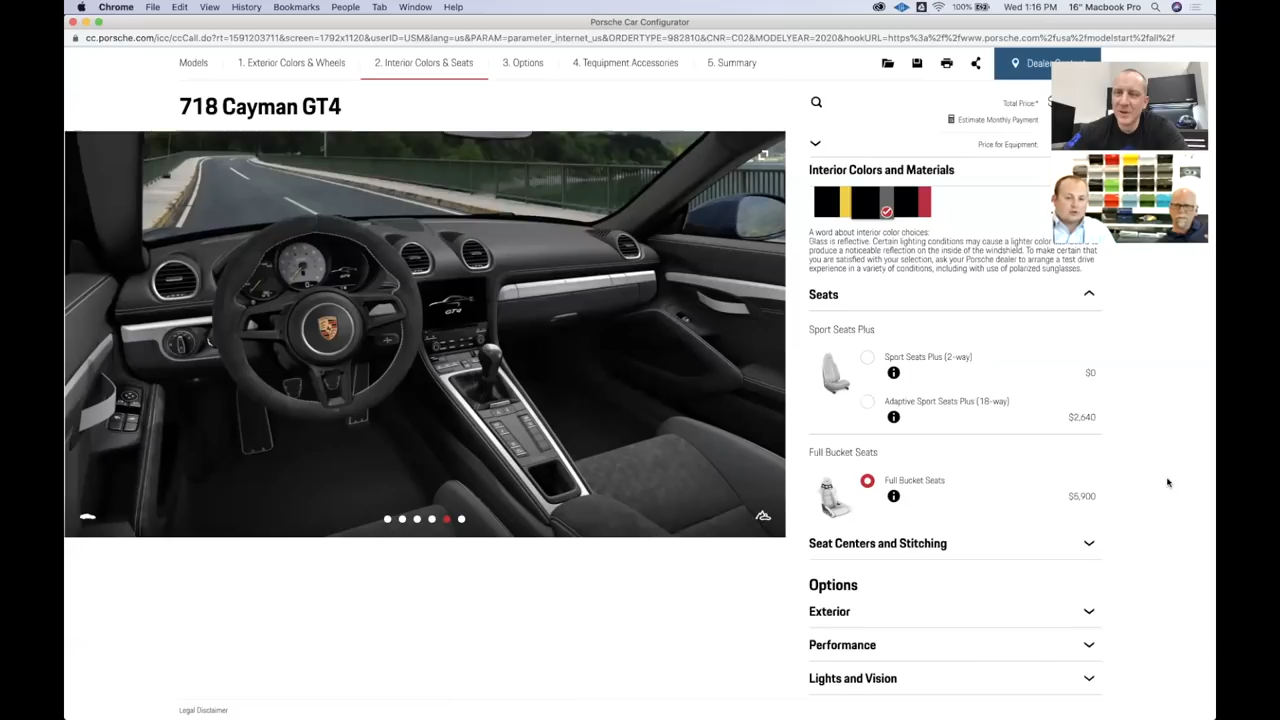 Chrome File Edit View History Bookmarks People Tab Window Help 100% Wed 1:16 PM 16" Macbook Pro
Porsche Car Configurator
cc.porsche.com/icc/ccCall.do?rt=1591203711&screen=1792x1120&userID=USM&lang=us&PARAM=parameter_internet_us&ORDERTYPE=982810&CNR=C02&MODELYEAR=2020&hookURL=https%3a%2f%2fwww.porsche.com%2fusa%2fmodelstart%2fall%2f
Models 1. Exterior Colors & Wheels 2. Interior Colors & Seats 3. Options 4. Tequipment Accessories 5. Summary
718 Cayman GT4
Total Price:*
Estimate Monthly Payment
Price for Equipment:
Interior Colors and Materials
A word about interior color choices:
Glass is reflective. Certain lighting conditions may cause a lighter color
produce a noticeable reflection on the inside of the windshield. To make certain that
you are satisfied with your selection, ask your Porsche dealer to arrange a test drive
experience in a variety of conditions, including with use of polarized sunglasses.
Seats
Sport Seats Plus
Sport Seats Plus (2-way)
$0
Adaptive Sport Seats Plus (18-way)
$2,640
Full Bucket Seats
Full Bucket Seats
$5,900
Seat Centers and Stitching
Options
Exterior
Performance
Lights and Vision
GT4
Legal Disclaimer